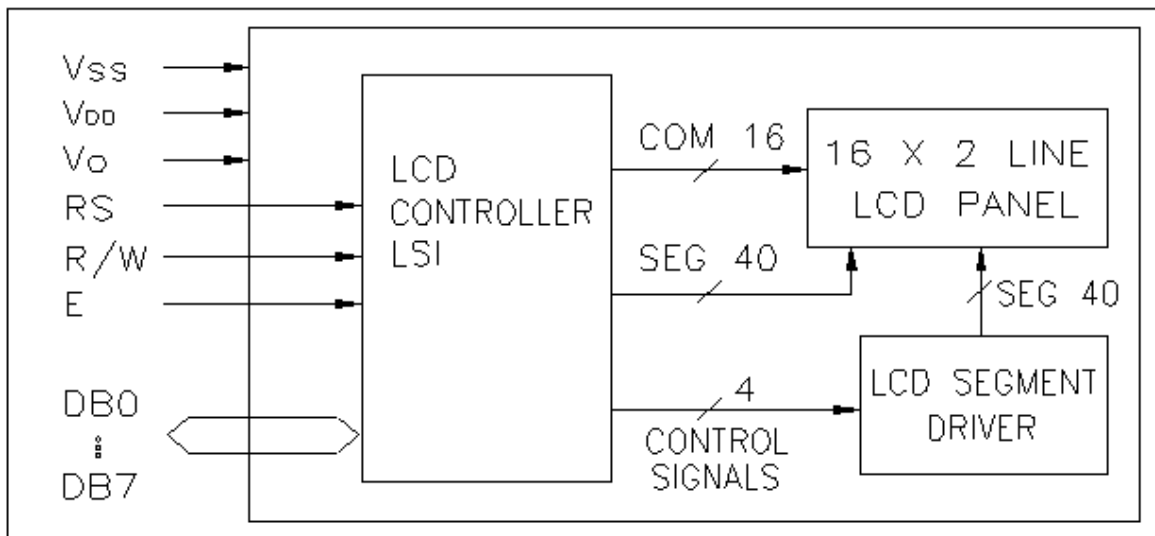 Vss
VDD
Vo
RS
R/W
E
DB0
DB7
LCD
CONTROLLER
LSI
COM 16
SEG 40
4
CONTROL
SIGNALS
16 X 2 LINE
LCD PANEL
SEG 40
LCD SEGMENT
DRIVER